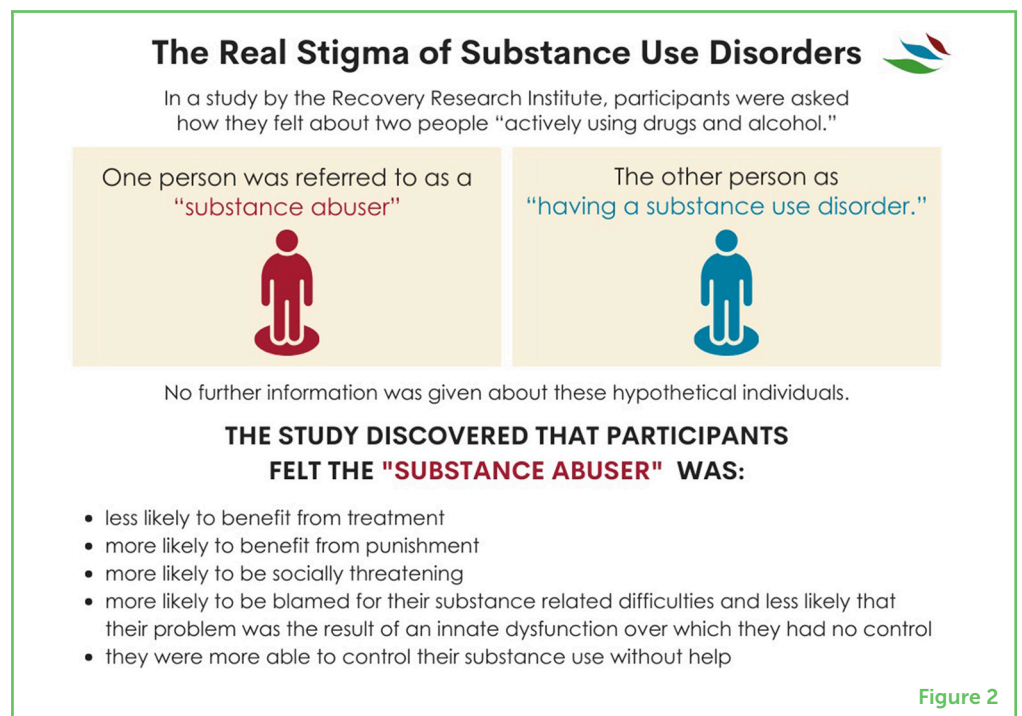 The Real Stigma of Substance Use Disorders
In a study by the Recovery Research Institute, participants were asked
how they felt about two people “actively using drugs and alcohol.”
One person was referred to as a
“substance abuser”
The other person as
“having a substance use disorder.”
No further information was given about these hypothetical individuals.
THE STUDY DISCOVERED THAT PARTICIPANTS
FELT THE "SUBSTANCE ABUSER" WAS:
• less likely to benefit from treatment
• more likely to benefit from punishment
• more likely to be socially threatening
• more likely to be blamed for their substance related difficulties and less likely that
their problem was the result of an innate dysfunction over which they had no control
• they were more able to control their substance use without help
Figure 2